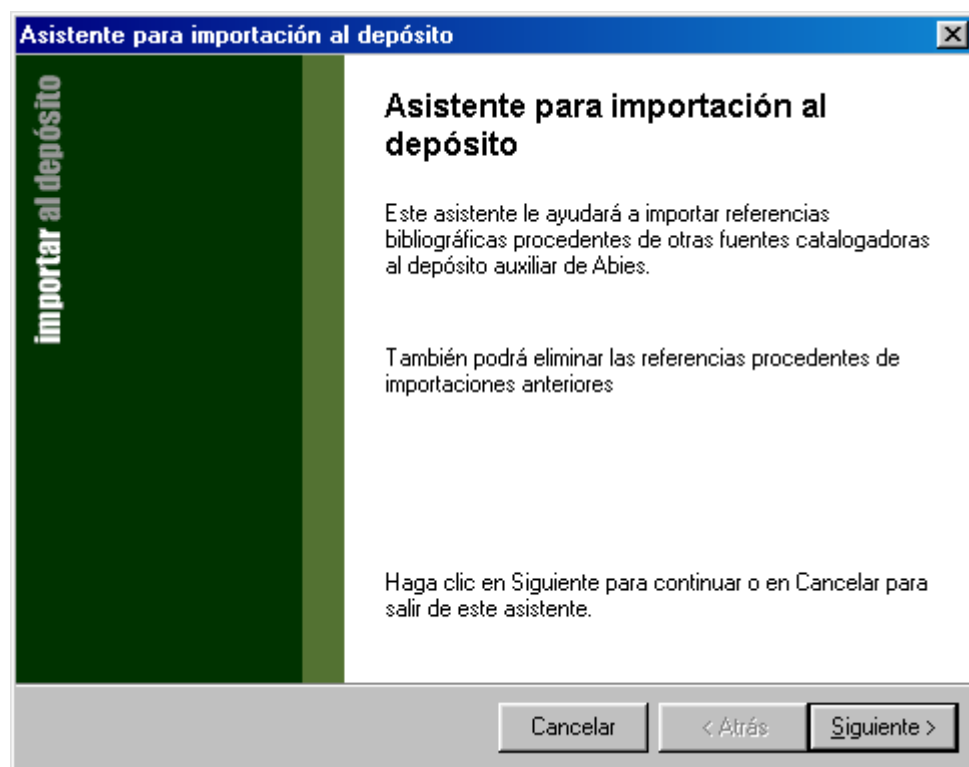 Asistente para importación al depósito
importar al depósito
Asistente para importación al
depósito
Este asistente le ayudará a importar referencias
bibliográficas procedentes de otras fuentes catalogadoras
al depósito auxiliar de Abies.
También podrá eliminar las referencias procedentes de
importaciones anteriores
Haga clic en Siguiente para continuar o en Cancelar para
salir de este asistente.
Cancelar
< Atrás
Siguiente >